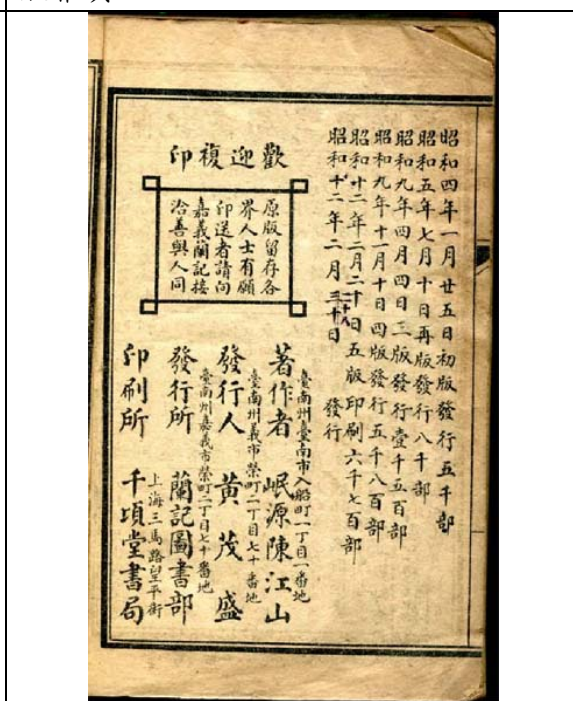 昭和四年一月廿五日初版發行五千部
昭和五年七月十日再版發行八千部
昭和九年四月四日三版發行壹千五百部
昭和九年十一月十日四版發行五千八百部
昭和十二年二月二十日五版印刷六千七百部
昭和十二年二月二十八日發行
歡迎複印
原版留存各
界人士有願
印送者請向
嘉義蘭記接
洽善與人同
臺南州臺南市入船町一丁目一番地
著作者 岷源陳江山
臺南州義市榮町二丁目七十番地
發行人 黃茂盛
臺南州嘉義市榮町二丁目七十番地
發行所 蘭記圖書部
上海三馬路望平街
印刷所 千頃堂書局